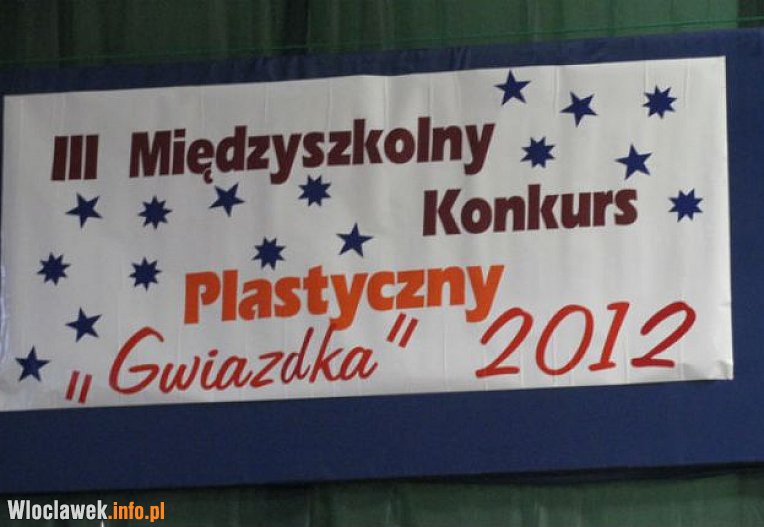 III Międzyszkolny
Konkurs
Plastyczny
„Gwiazdka” 2012
Wloclawek.info.pl